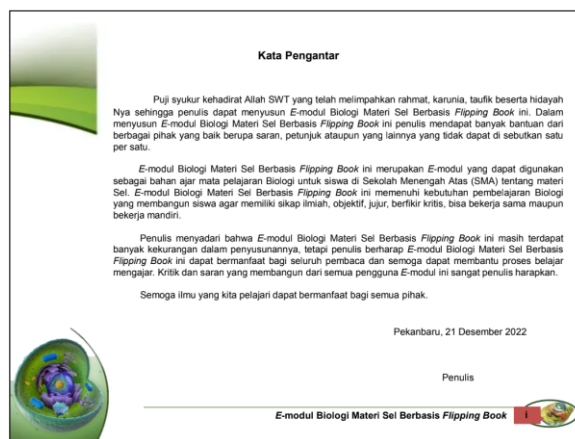 Kata Pengantar
Puji syukur kehadirat Allah SWT yang telah melimpahkan rahmat, karunia, taufik beserta hidayah
Nya sehingga penulis dapat menyusun E-modul Biologi Materi Sel Berbasis Flipping Book ini. Dalam
menyusun E-modul Biologi Materi Sel Berbasis Flipping Book ini penulis mendapat banyak bantuan dari
berbagai pihak yang baik berupa saran, petunjuk ataupun yang lainnya yang tidak dapat di sebutkan satu
per satu.
E-modul Biologi Materi Sel Berbasis Flipping Book ini merupakan E-modul yang dapat digunakan
sebagai bahan ajar mata pelajaran Biologi untuk siswa di Sekolah Menengah Atas (SMA) tentang materi
Sel. E-modul Biologi Materi Sel Berbasis Flipping Book ini memenuhi kebutuhan pembelajaran Biologi
yang membangun siswa agar memiliki sikap ilmiah, objektif, jujur, berfikir kritis, bisa bekerja sama maupun
bekerja mandiri.
Penulis menyadari bahwa E-modul Biologi Materi Sel Berbasis Flipping Book ini masih terdapat
banyak kekurangan dalam penyusunannya, tetapi penulis berharap E-modul Biologi Materi Sel Berbasis
Flipping Book ini dapat bermanfaat bagi seluruh pembaca dan semoga dapat membantu proses belajar
mengajar. Kritik dan saran yang membangun dari semua pengguna E-modul ini sangat penulis harapkan.
Semoga ilmu yang kita pelajari dapat bermanfaat bagi semua pihak.
Pekanbaru, 21 Desember 2022
Penulis
E-modul Biologi Materi Sel Berbasis Flipping Book i